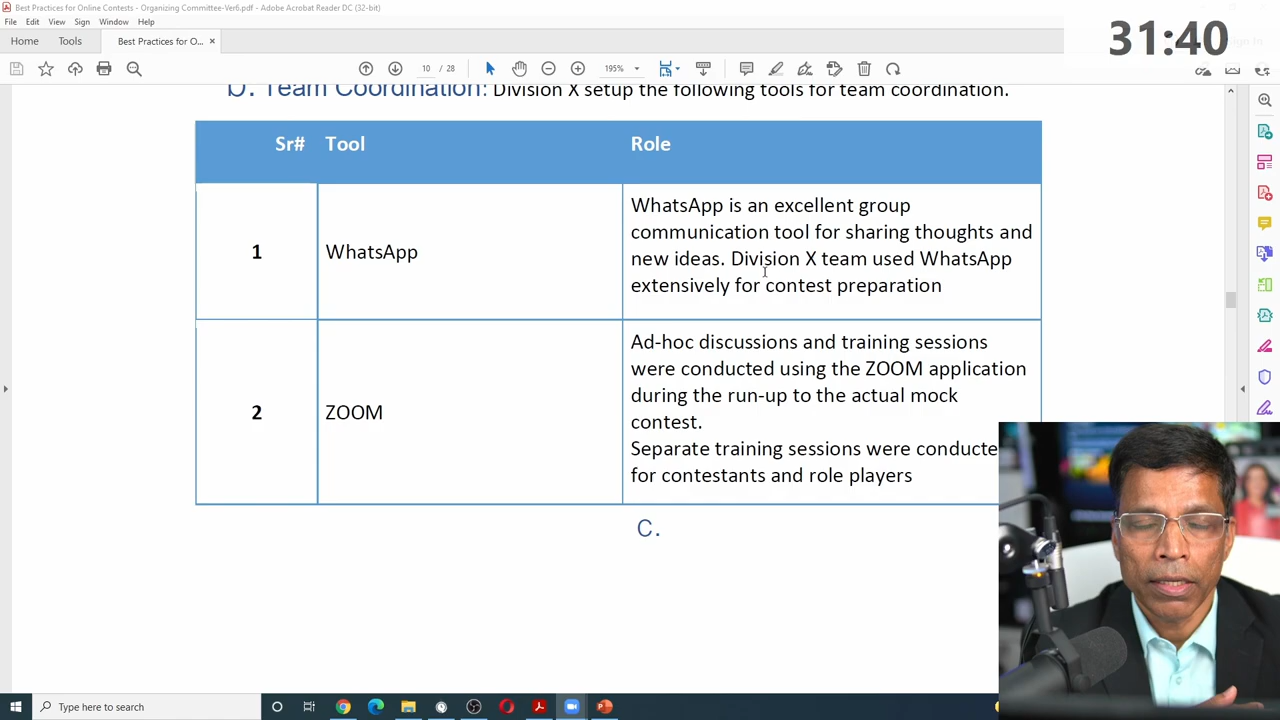 Best Practices for Online Contests - Organizing Committee-Ver6.pdf - Adobe Acrobat Reader DC (32-bit)
File Edit View Sign Window Help
31:40
Home Tools Best Practices for O... ×
10 / 28 195%
Team Coordination: Division X setup the following tools for team coordination.
Sr# Tool Role
1 WhatsApp
WhatsApp is an excellent group
communication tool for sharing thoughts and
new ideas. Division X team used WhatsApp
extensively for contest preparation
2 ZOOM
Ad-hoc discussions and training sessions
were conducted using the ZOOM application
during the run-up to the actual mock
contest.
Separate training sessions were conducte
for contestants and role players
C.
Type here to search